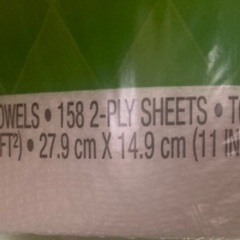 OWELS • 158 2-PLY SHEETS • T
FT²) • 27.9 cm X 14.9 cm (11 IN